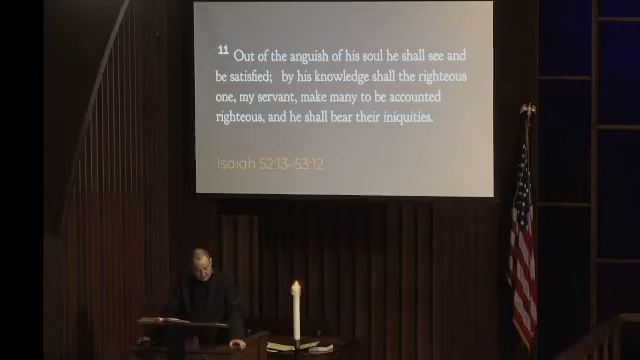 11 Out of the anguish of his soul he shall see and
be satisfied; by his knowledge shall the righteous
one, my servant, make many to be accounted
righteous, and he shall bear their iniquities.
Isaiah 52:13–53:12